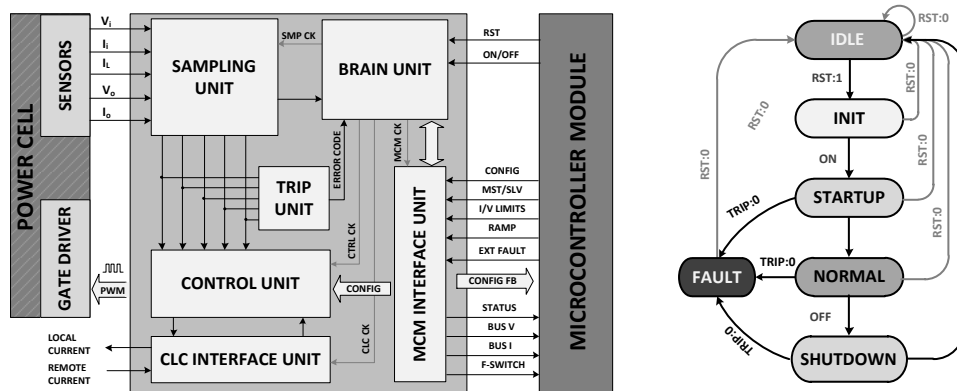 POWER CELL
SENSORS
GATE DRIVER
Vi
Ii
IL
Vo
Io
SAMPLING
UNIT
SMP CK
BRAIN UNIT
RST
ON/OFF
ERROR CODE
MCM CK
TRIP
UNIT
CTRL CK
CONTROL UNIT
PWM
CONFIG
CLC CK
CLC INTERFACE UNIT
LOCAL
CURRENT
REMOTE
CURRENT
MCM INTERFACE UNIT
CONFIG
MST/SLV
I/V LIMITS
RAMP
EXT FAULT
CONFIG FB
STATUS
BUS V
BUS I
F-SWITCH
MICROCONTROLLER MODULE
RST:0
IDLE
RST:1
RST:0
INIT
RST:0
ON
RST:0
STARTUP
RST:0
TRIP:0
RST:0
FAULT
TRIP:0
NORMAL
OFF
TRIP:0
SHUTDOWN